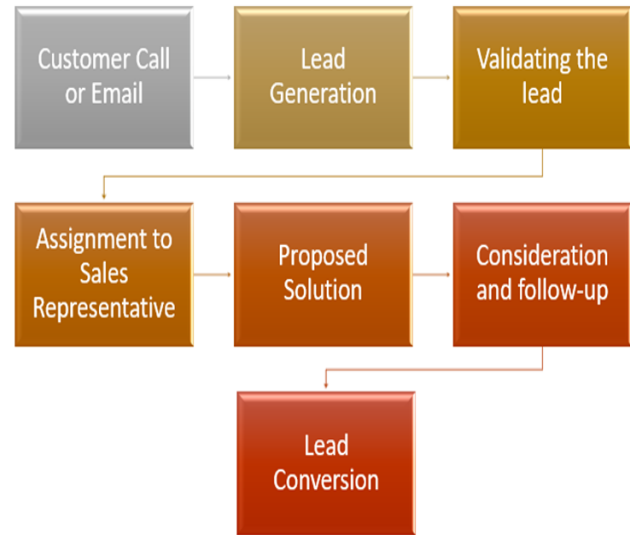 Customer Call
or Email
Lead
Generation
Validating the
lead
Assignment to
Sales
Representative
Proposed
Solution
Consideration
and follow-up
Lead
Conversion